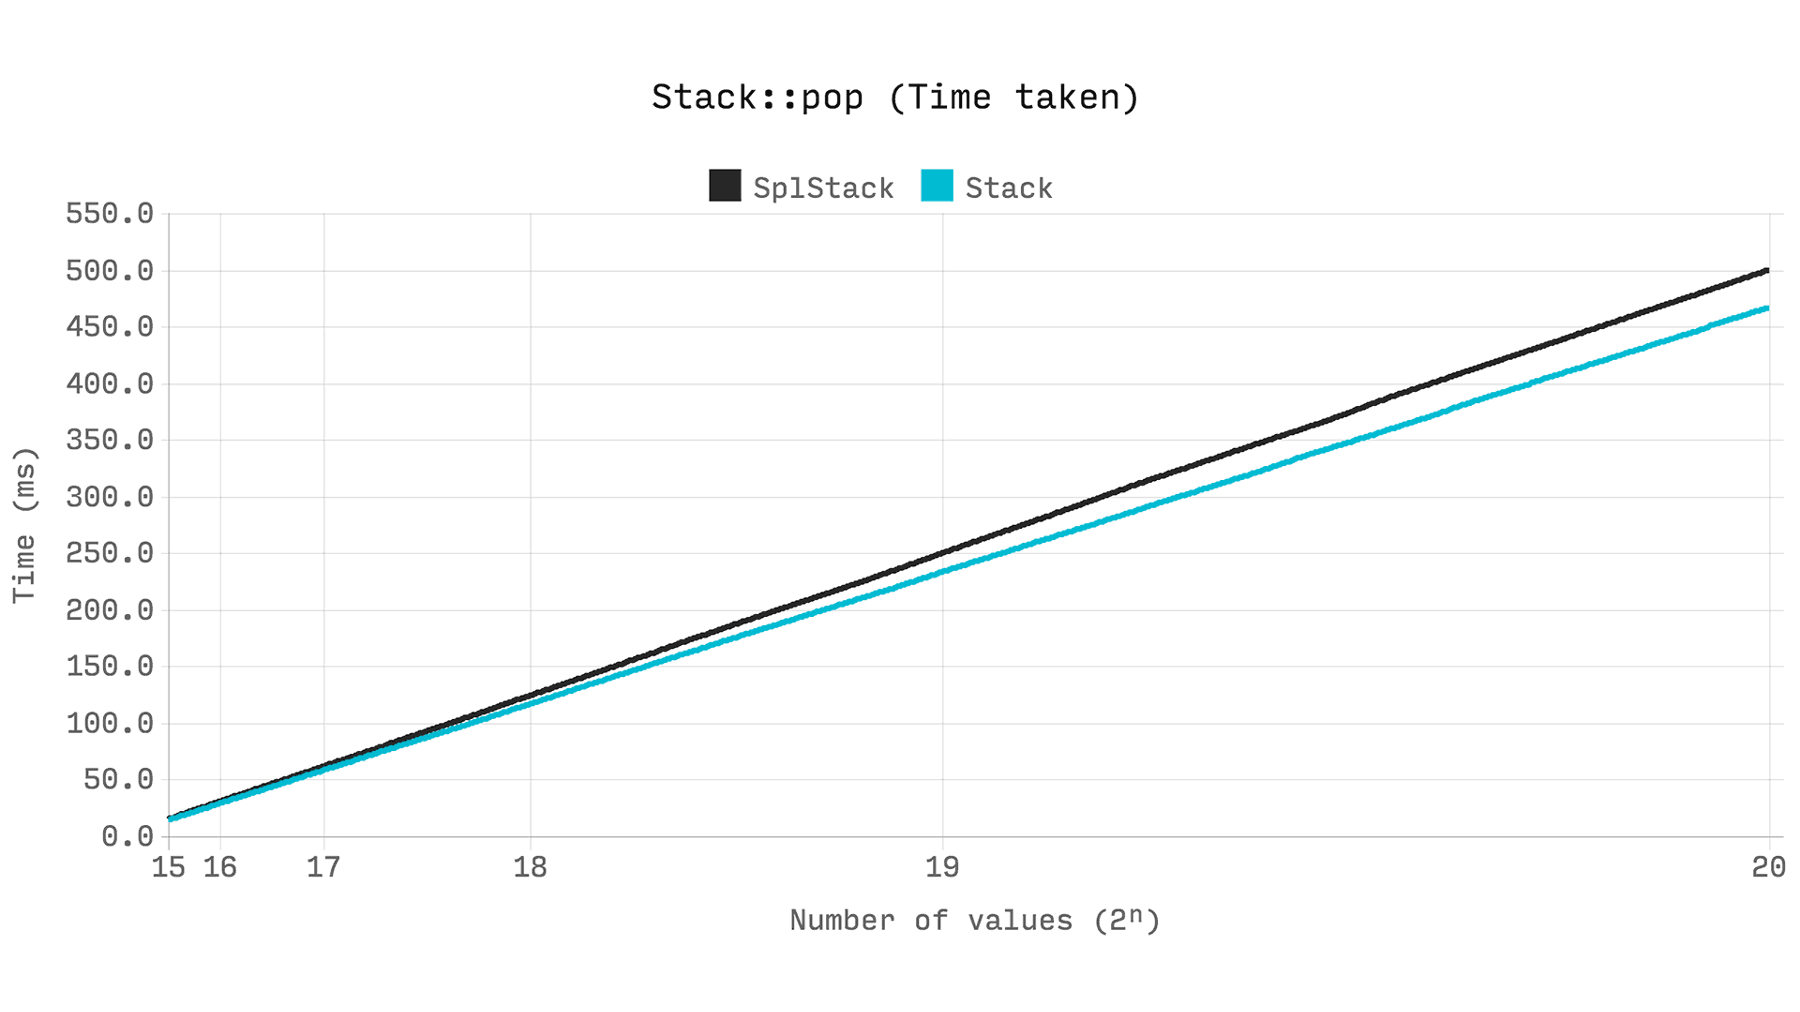 Stack::pop (Time taken)
SplStack Stack
550.0
500.0
450.0
400.0
350.0
300.0
250.0
200.0
150.0
100.0
50.0
0.0
Time (ms)
15 16 17 18 19 20
Number of values (2ⁿ)